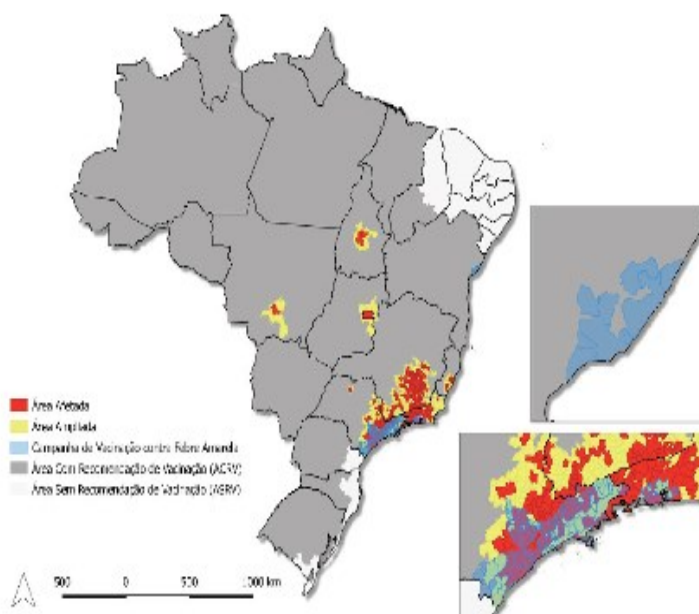 Área Afetada
Área Ampliada
Campanha de Vacinação contra Febre Amarela
Área Com Recomendação de Vacinação (ACRV)
Área Sem Recomendação de Vacinação (ASRV)
500 0 500 1000 km